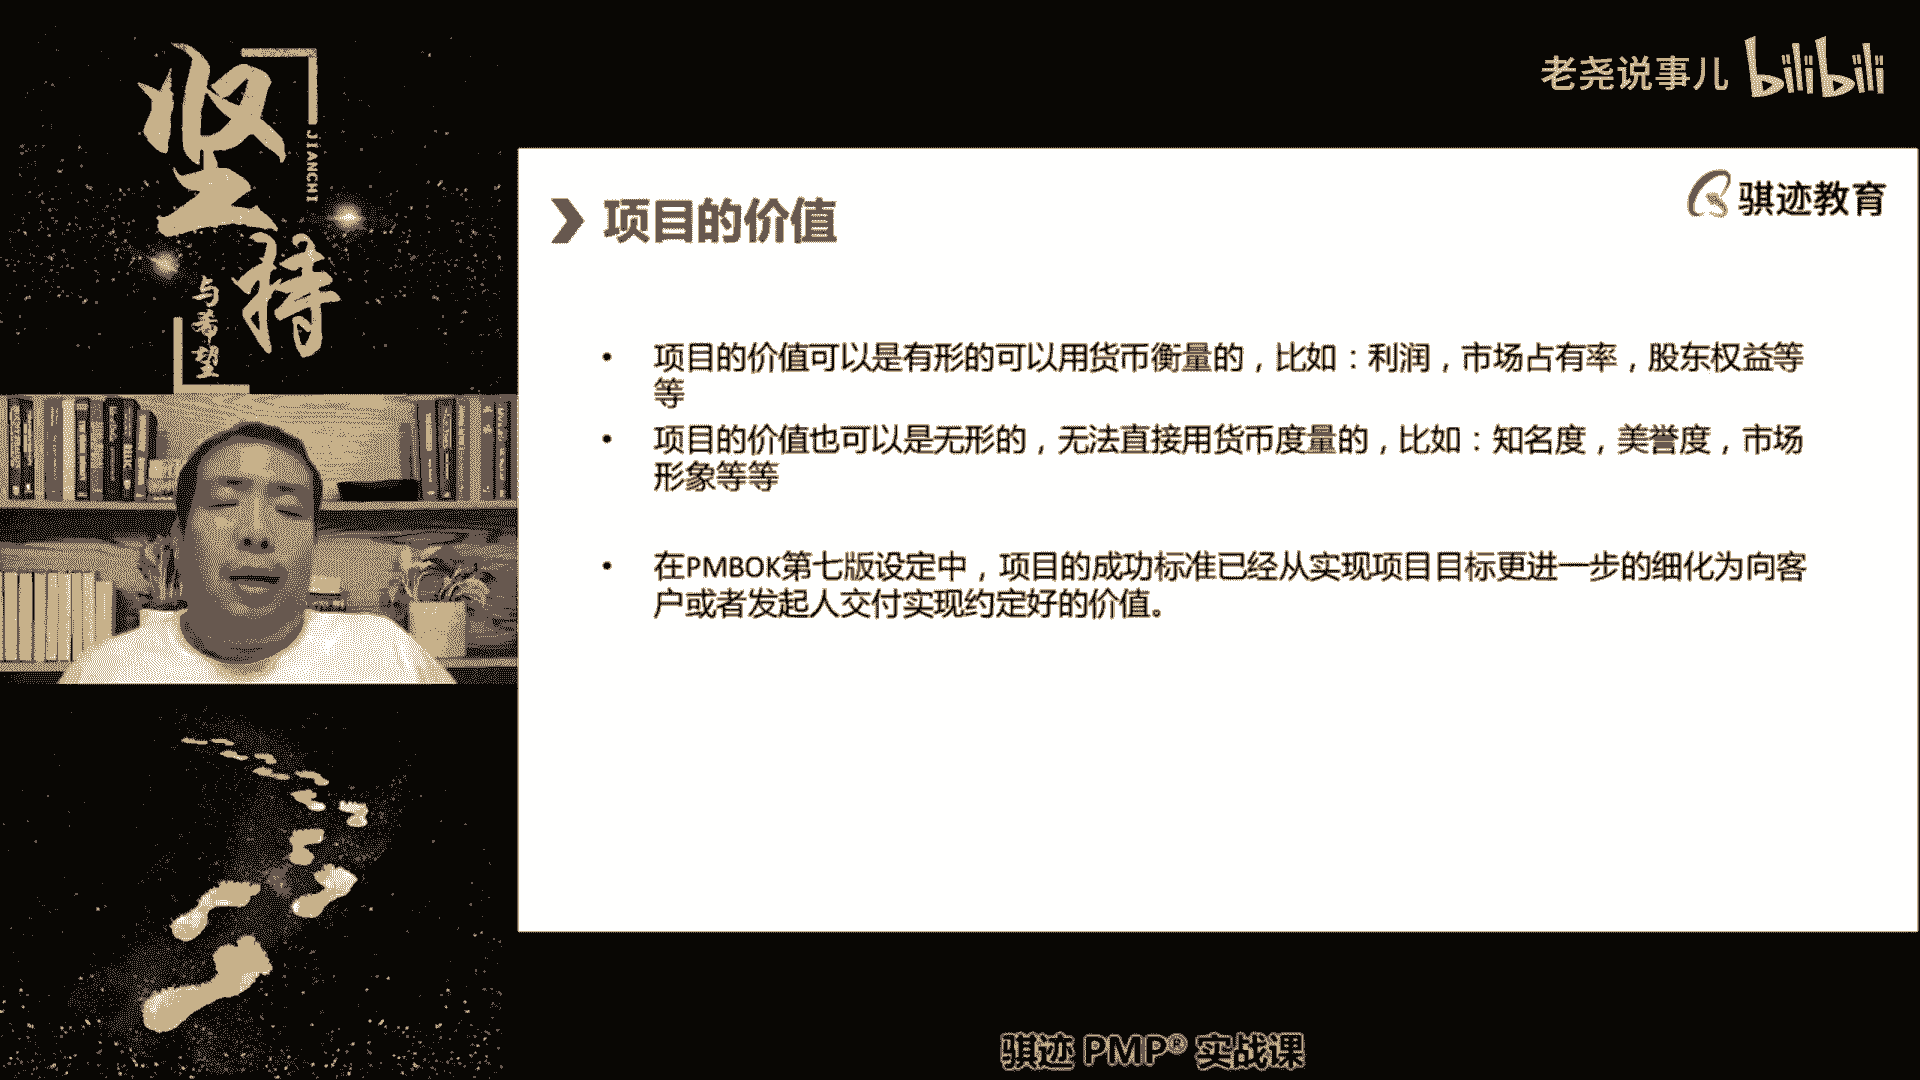 坚持
JIANCHI
与希望
老尧说事儿 bilibili
骐迹教育
项目的价值
• 项目的价值可以是有形的可以用货币衡量的，比如：利润，市场占有率，股东权益等
等
• 项目的价值也可以是无形的，无法直接用货币度量的，比如：知名度，美誉度，市场
形象等等
• 在PMBOK第七版设定中，项目的成功标准已经从实现项目目标更进一步的细化为向客
户或者发起人交付实现约定好的价值。
骐迹 PMP® 实战课